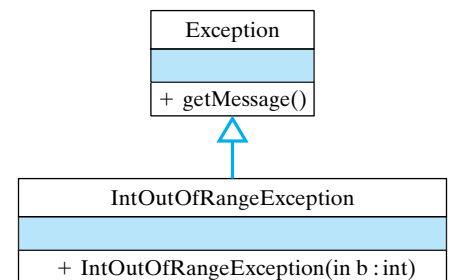 Exception
+ getMessage()
IntOutOfRangeException
+ IntOutOfRangeException(in b : int)